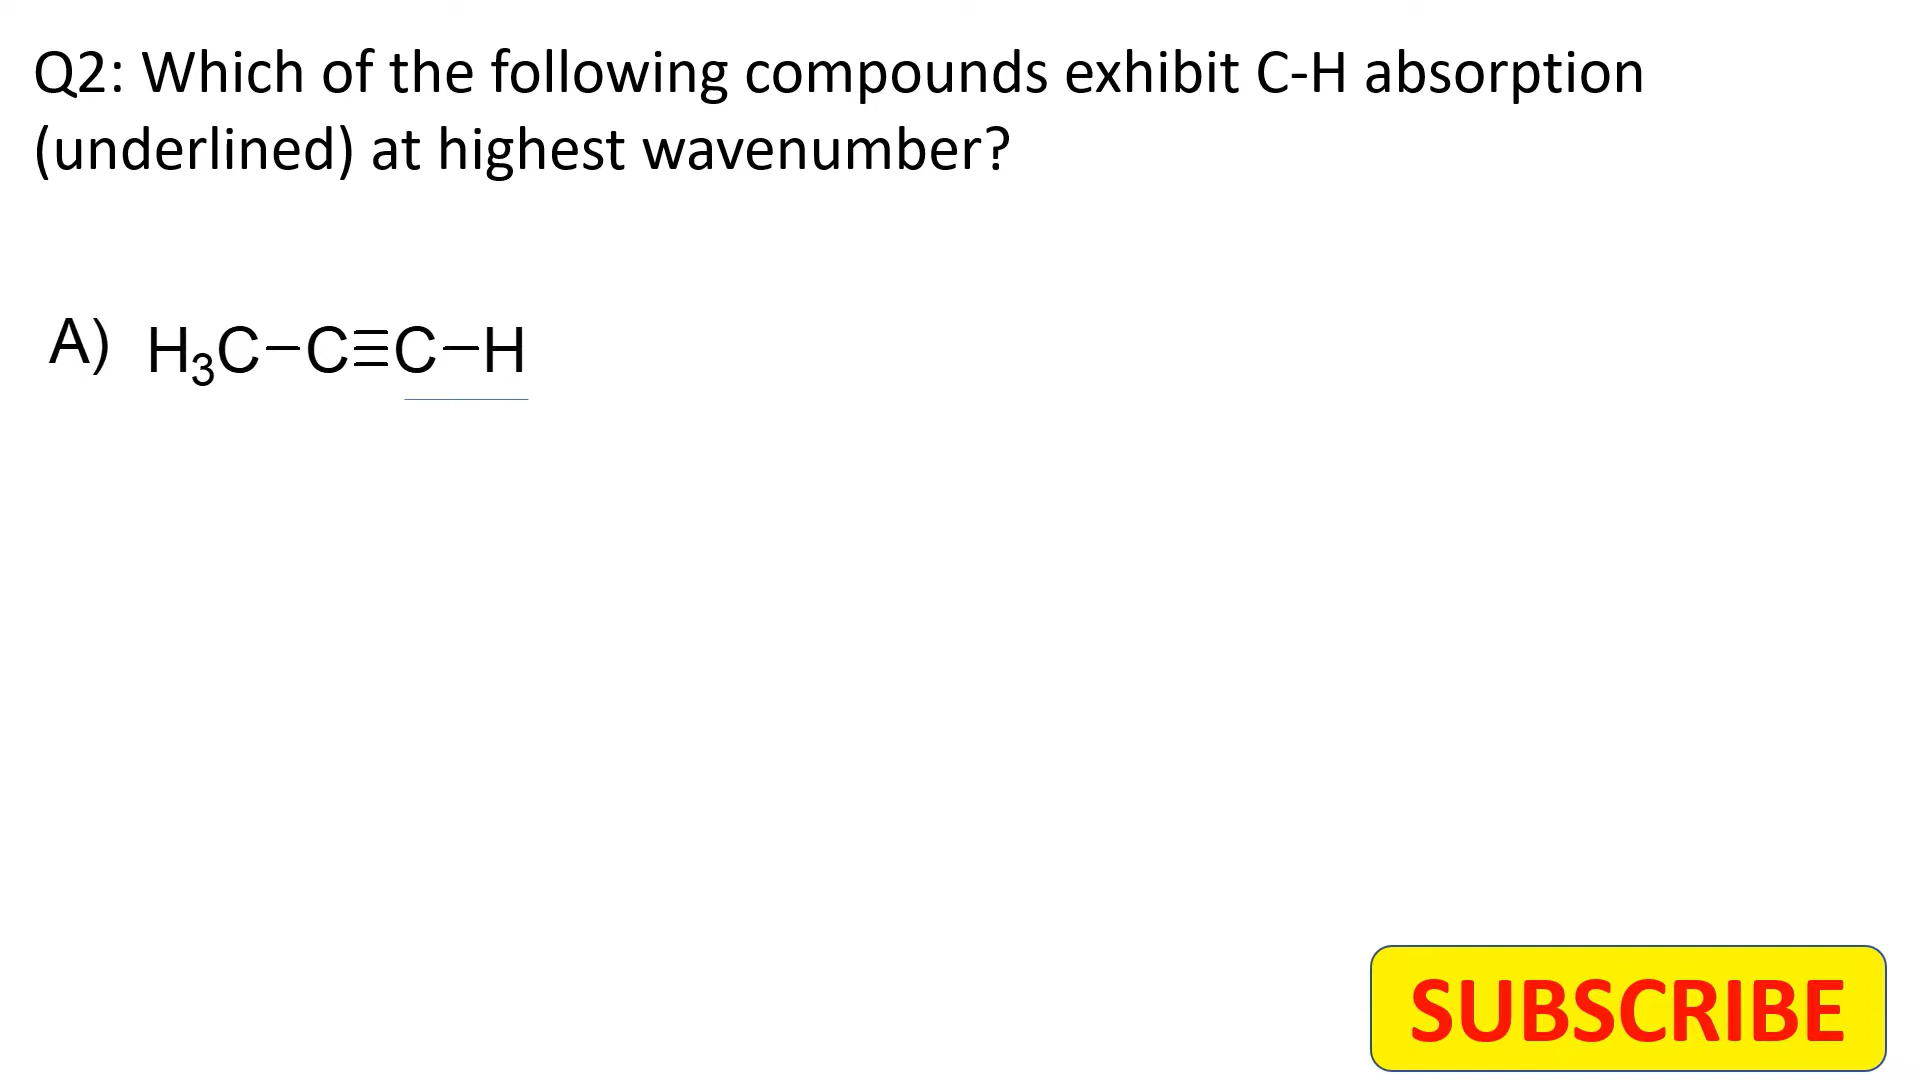 Q2: Which of the following compounds exhibit C-H absorption
(underlined) at highest wavenumber?
A) H₃C−C≡C−H
SUBSCRIBE